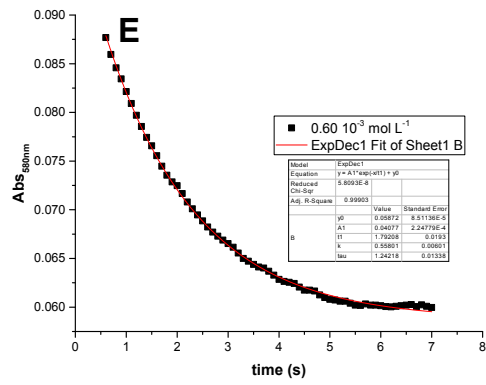 E
0.090
0.085
0.080
0.075
0.070
0.065
0.060
Abs580nm
0 1 2 3 4 5 6 7 8
time (s)
0.60 10-3 mol L-1
ExpDec1 Fit of Sheet1 B
Model ExpDec1
Equation y = A1*exp(-x/t1) + y0
Reduced Chi-Sqr 5.8093E-8
Adj. R-Square 0.99903
Value Standard Error
y0 0.05872 8.51136E-5
A1 0.04077 2.24779E-4
B t1 1.79208 0.0193
k 0.55801 0.00601
tau 1.24218 0.01338